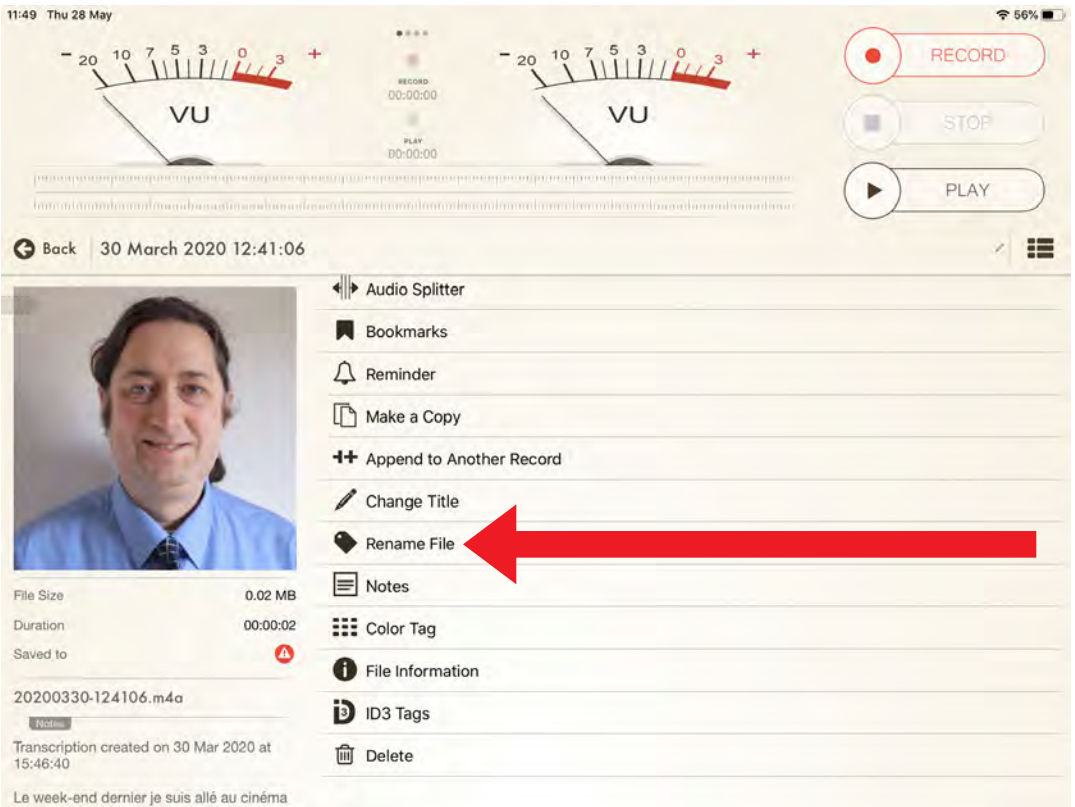 11:49 Thu 28 May
56%
- 20 10 7 5 3 0 3 +
VU
RECORD
00:00:00
PLAY
00:00:00
- 20 10 7 5 3 0 3 +
VU
RECORD
STOP
PLAY
Back
30 March 2020 12:41:06
File Size 0.02 MB
Duration 00:00:02
Saved to
20200330-124106.m4a
Notes
Transcription created on 30 Mar 2020 at
15:46:40
Le week-end dernier je suis allé au cinéma
Audio Splitter
Bookmarks
Reminder
Make a Copy
Append to Another Record
Change Title
Rename File
Notes
Color Tag
File Information
ID3 Tags
Delete